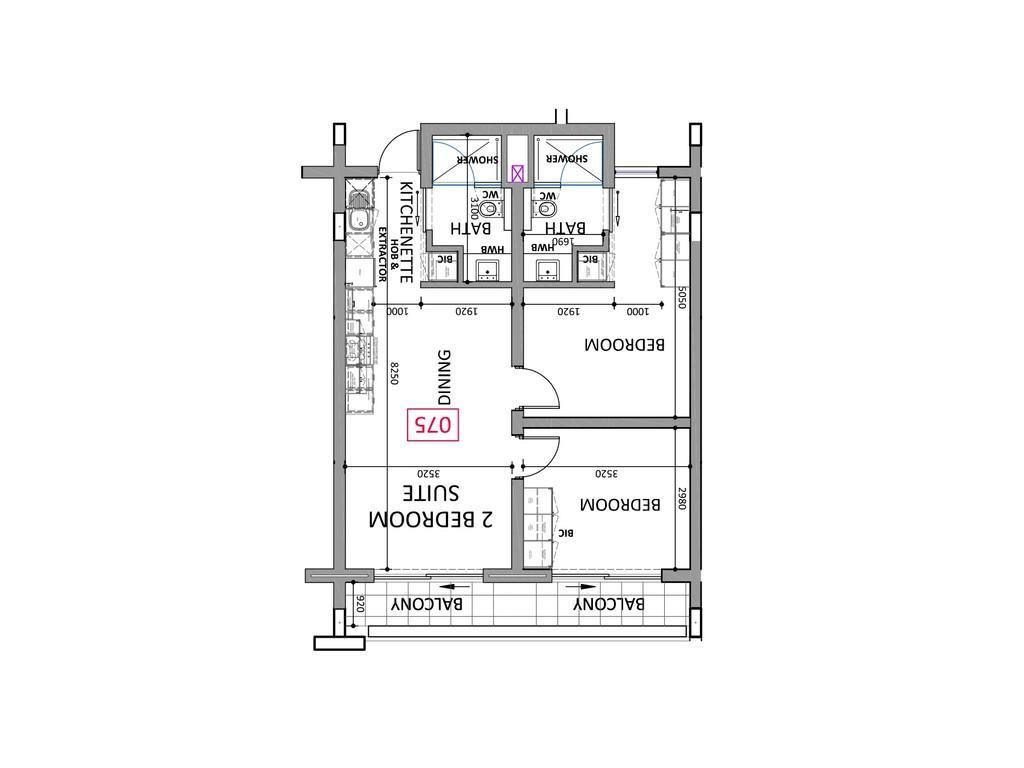 SHOWER
SHOWER
WC
WC
3100
BATH
BATH
1690
HWB
HWB
BIC
BIC
KITCHENETTE
HOB &
EXTRACTOR
1000
1920
1920
1000
5050
BEDROOM
8250
DINING
075
3520
3520
2 BEDROOM
SUITE
BEDROOM
2980
BIC
920
BALCONY
BALCONY